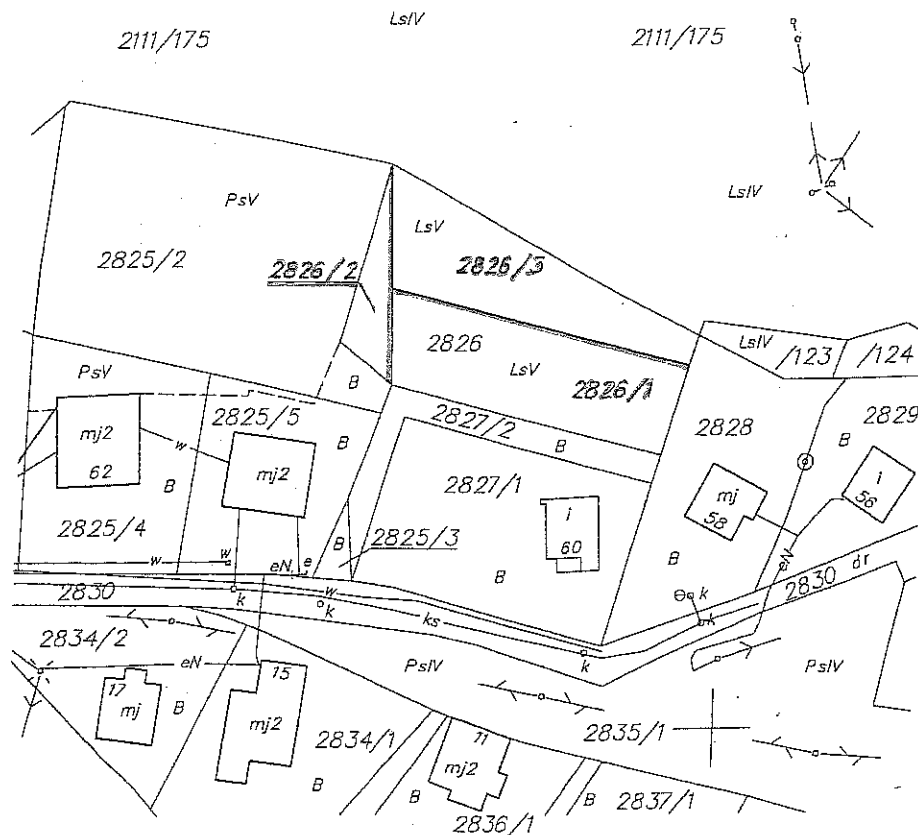 LsIV
2111/175
2111/175
PsV
LsV
LsIV
2825/2
2826/2
2826/3
2826
LsV
2826/1
LsIV
/123
/124
PsV
B
2825/5
2827/2
B
2828
B
2829
mj2
62
w
mj2
B
B
2827/1
mj
58
i
56
2825/4
2825/3
B
i
60
B
B
eN
w
w
eN
e
2830
w
k
k
ks
k
k
k
2830
dr
2834/2
eN
15
PsIV
PsIV
17
mj
B
mj2
2834/1
11
mj2
2835/1
B
B
B
2836/1
2837/1